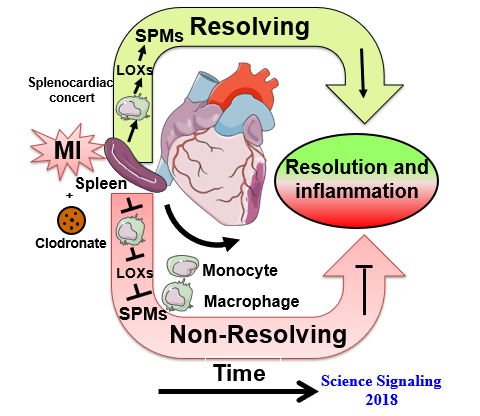 Resolving
SPMs
LOXs
Splenocardiac
concert
MI
Spleen
+
Clodronate
Resolution and
inflammation
LOXs
SPMs
Monocyte
Macrophage
Non-Resolving
Time
Science Signaling
2018